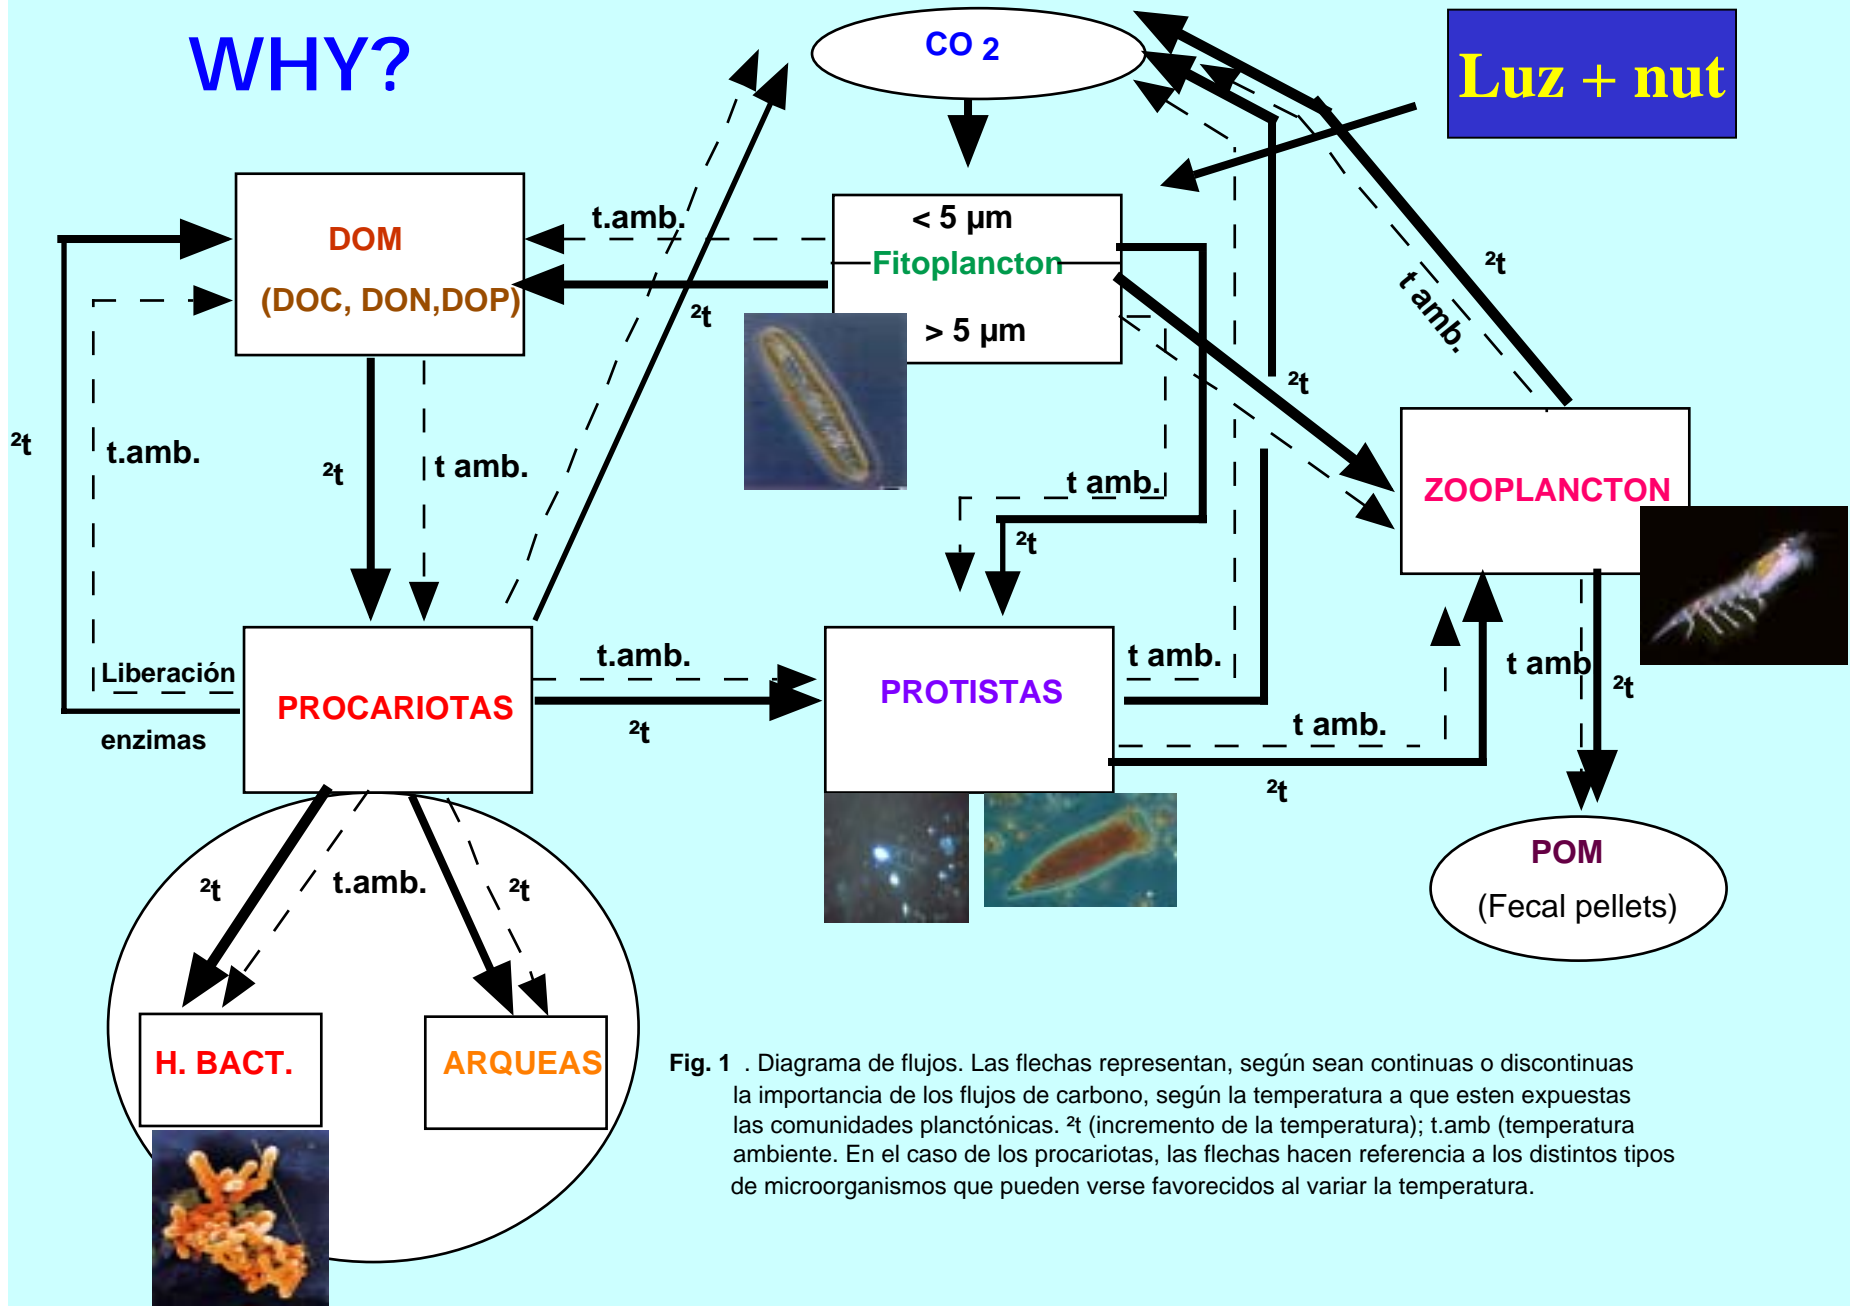 WHY?
CO 2
Luz + nut
DOM
(DOC, DON,DOP)
t.amb.
²t
< 5 µm
Fitoplancton
> 5 µm
²t
t amb.
²t
²t
t.amb.
²t
t amb.
t amb.
²t
ZOOPLANCTON
Liberación
enzimas
PROCARIOTAS
t.amb.
²t
PROTISTAS
t amb.
t amb.
²t
t amb
²t
²t
t.amb.
²t
POM
(Fecal pellets)
H. BACT.
ARQUEAS
Fig. 1 . Diagrama de flujos. Las flechas representan, según sean continuas o discontinuas
la importancia de los flujos de carbono, según la temperatura a que esten expuestas
las comunidades planctónicas. ²t (incremento de la temperatura); t.amb (temperatura
ambiente. En el caso de los procariotas, las flechas hacen referencia a los distintos tipos
de microorganismos que pueden verse favorecidos al variar la temperatura.